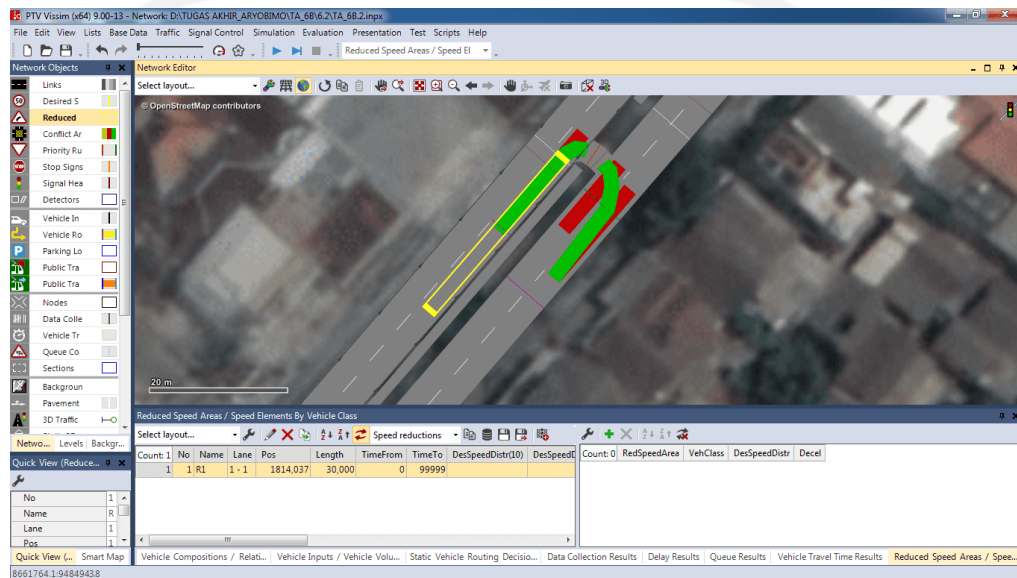 PTV Vissim (x64) 9.00-13 - Network: D:\TUGAS AKHIR_ARYOBIMO\TA_6B\6.2\TA_6B.2.inpx
File Edit View Lists Base Data Traffic Signal Control Simulation Evaluation Presentation Test Scripts Help
Reduced Speed Areas / Speed El
Network Objects
Network Editor
Select layout...
© OpenStreetMap contributors
Links
Desired S
Reduced
Conflict Ar
Priority Ru
Stop Signs
Signal Hea
Detectors
Vehicle In
Vehicle Ro
Parking Lo
Public Tra
Public Tra
Nodes
Data Colle
Vehicle Tr
Queue Co
Sections
Backgroun
Pavement
3D Traffic
20 m
Netwo... Levels Backgr...
Quick View (Reduce...
No 1
Name R
Lane 1
Pos 1
Quick View (... Smart Map
Reduced Speed Areas / Speed Elements By Vehicle Class
Select layout... Speed reductions
Count: 1 No Name Lane Pos Length TimeFrom TimeTo DesSpeedDistr(10) DesSpeedD
1 1 R1 1 - 1 1814,037 30,000 0 99999
Count: 0 RedSpeedArea VehClass DesSpeedDistr Decel
Vehicle Compositions / Relati... Vehicle Inputs / Vehicle Volu... Static Vehicle Routing Decisio... Data Collection Results Delay Results Queue Results Vehicle Travel Time Results Reduced Speed Areas / Spee...
8661764.1:9484943.8